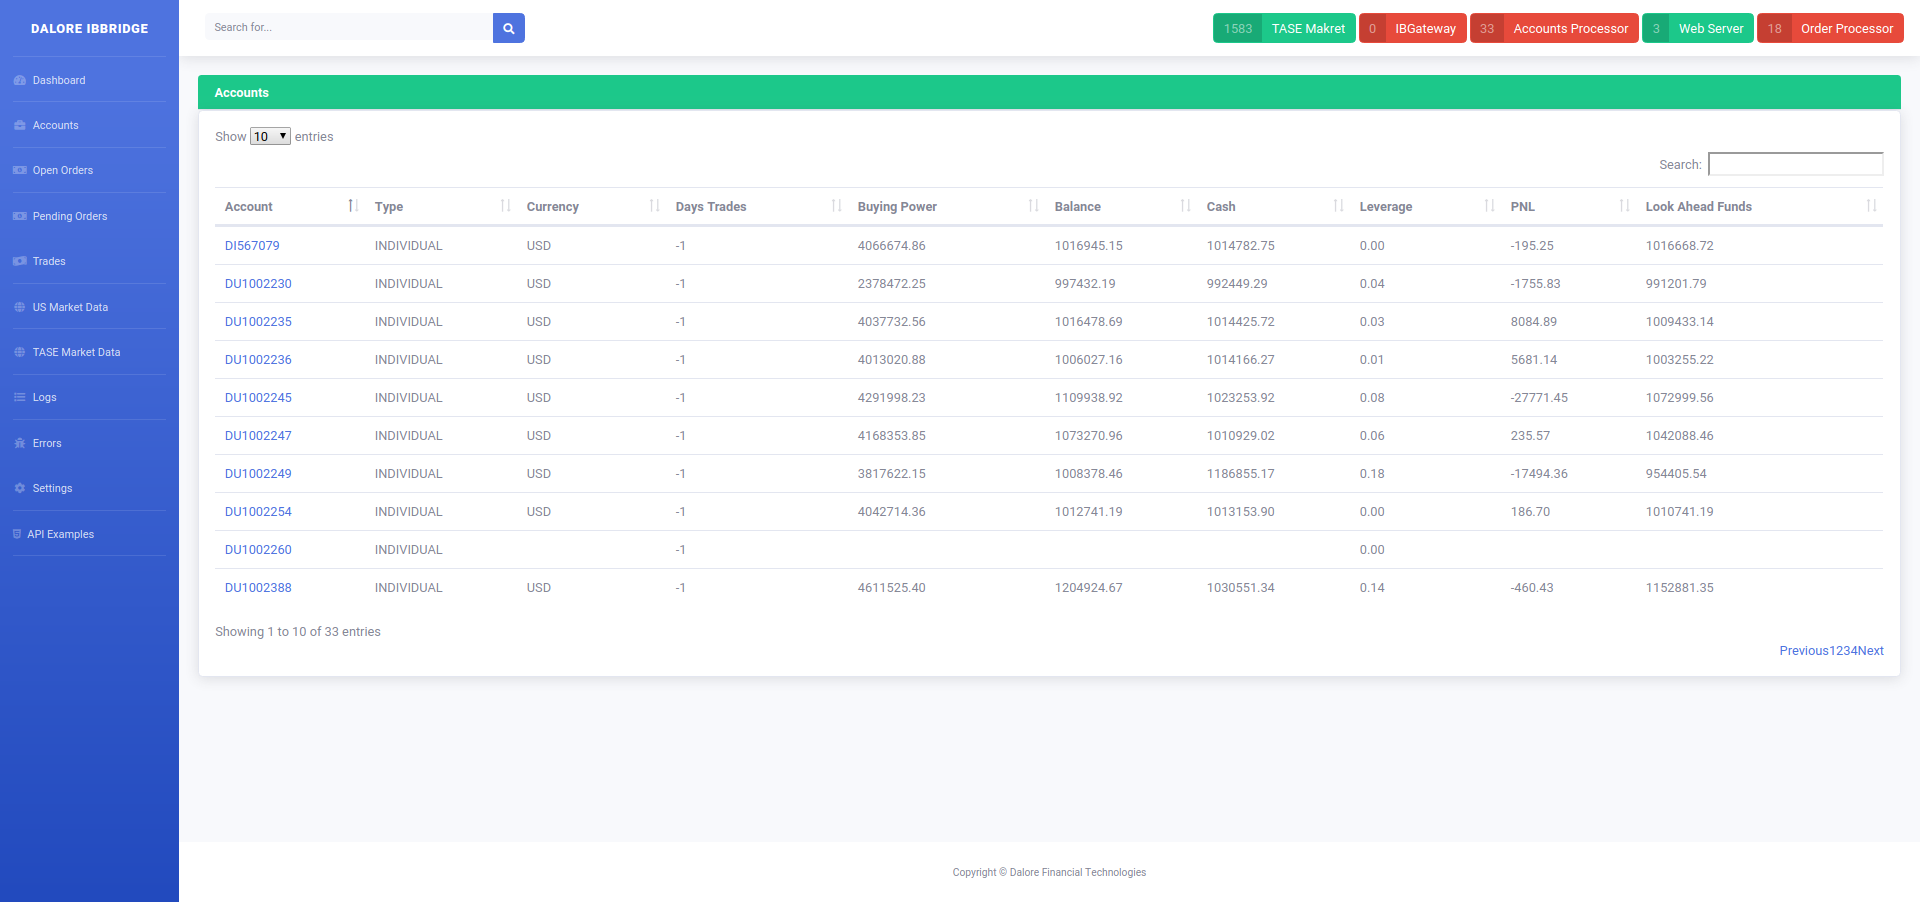 DALORE IBBRIDGE
Search for...
1583 TASE Makret 0 IBGateway 33 Accounts Processor 3 Web Server 18 Order Processor
Dashboard
Accounts
Open Orders
Pending Orders
Trades
US Market Data
TASE Market Data
Logs
Errors
Settings
API Examples
Accounts
Show 10 entries
Search:
Account Type Currency Days Trades Buying Power Balance Cash Leverage PNL Look Ahead Funds
DI567079 INDIVIDUAL USD -1 4066674.86 1016945.15 1014782.75 0.00 -195.25 1016668.72
DU1002230 INDIVIDUAL USD -1 2378472.25 997432.19 992449.29 0.04 -1755.83 991201.79
DU1002235 INDIVIDUAL USD -1 4037732.56 1016478.69 1014425.72 0.03 8084.89 1009433.14
DU1002236 INDIVIDUAL USD -1 4013020.88 1006027.16 1014166.27 0.01 5681.14 1003255.22
DU1002245 INDIVIDUAL USD -1 4291998.23 1109938.92 1023253.92 0.08 -27771.45 1072999.56
DU1002247 INDIVIDUAL USD -1 4168353.85 1073270.96 1010929.02 0.06 235.57 1042088.46
DU1002249 INDIVIDUAL USD -1 3817622.15 1008378.46 1186855.17 0.18 -17494.36 954405.54
DU1002254 INDIVIDUAL USD -1 4042714.36 1012741.19 1013153.90 0.00 186.70 1010741.19
DU1002260 INDIVIDUAL -1 0.00
DU1002388 INDIVIDUAL USD -1 4611525.40 1204924.67 1030551.34 0.14 -460.43 1152881.35
Showing 1 to 10 of 33 entries
Previous1234Next
Copyright © Dalore Financial Technologies